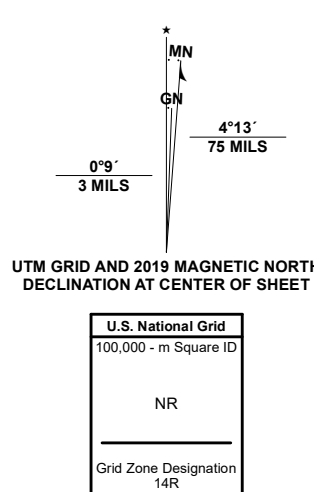 ★
MN
GN
4°13´
75 MILS
0°9´
3 MILS
UTM GRID AND 2019 MAGNETIC NORTH
DECLINATION AT CENTER OF SHEET
U.S. National Grid
100,000 - m Square ID
NR
Grid Zone Designation
14R